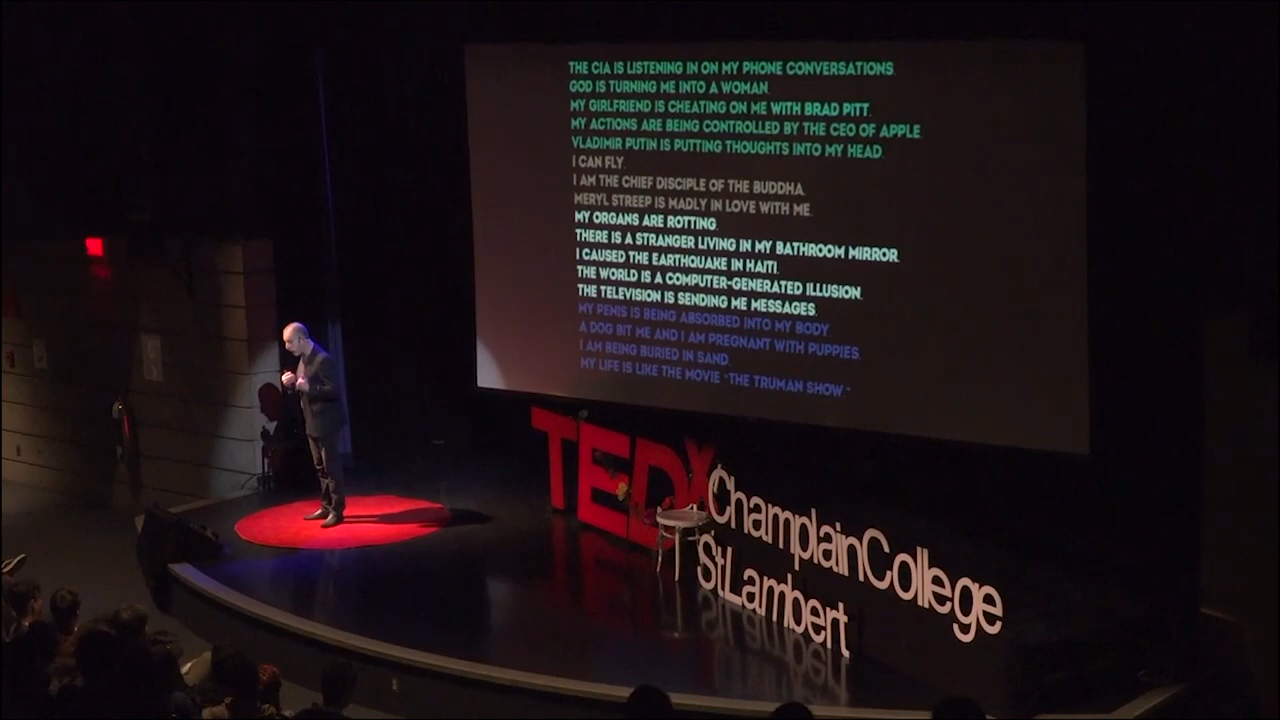 THE CIA IS LISTENING IN ON MY PHONE CONVERSATIONS.
GOD IS TURNING ME INTO A WOMAN.
MY GIRLFRIEND IS CHEATING ON ME WITH BRAD PITT.
MY ACTIONS ARE BEING CONTROLLED BY THE CEO OF APPLE.
VLADIMIR PUTIN IS PUTTING THOUGHTS INTO MY HEAD.
I CAN FLY.
I AM THE CHIEF DISCIPLE OF THE BUDDHA.
MERYL STREEP IS MADLY IN LOVE WITH ME.
MY ORGANS ARE ROTTING.
THERE IS A STRANGER LIVING IN MY BATHROOM MIRROR.
I CAUSED THE EARTHQUAKE IN HAITI.
THE WORLD IS A COMPUTER-GENERATED ILLUSION.
THE TELEVISION IS SENDING ME MESSAGES.
MY PENIS IS BEING ABSORBED INTO MY BODY.
A DOG BIT ME AND I AM PREGNANT WITH PUPPIES.
I AM BEING BURIED IN SAND
MY LIFE IS LIKE THE MOVIE "THE TRUMAN SHOW."
TEDx
ChamplainCollege
StLambert